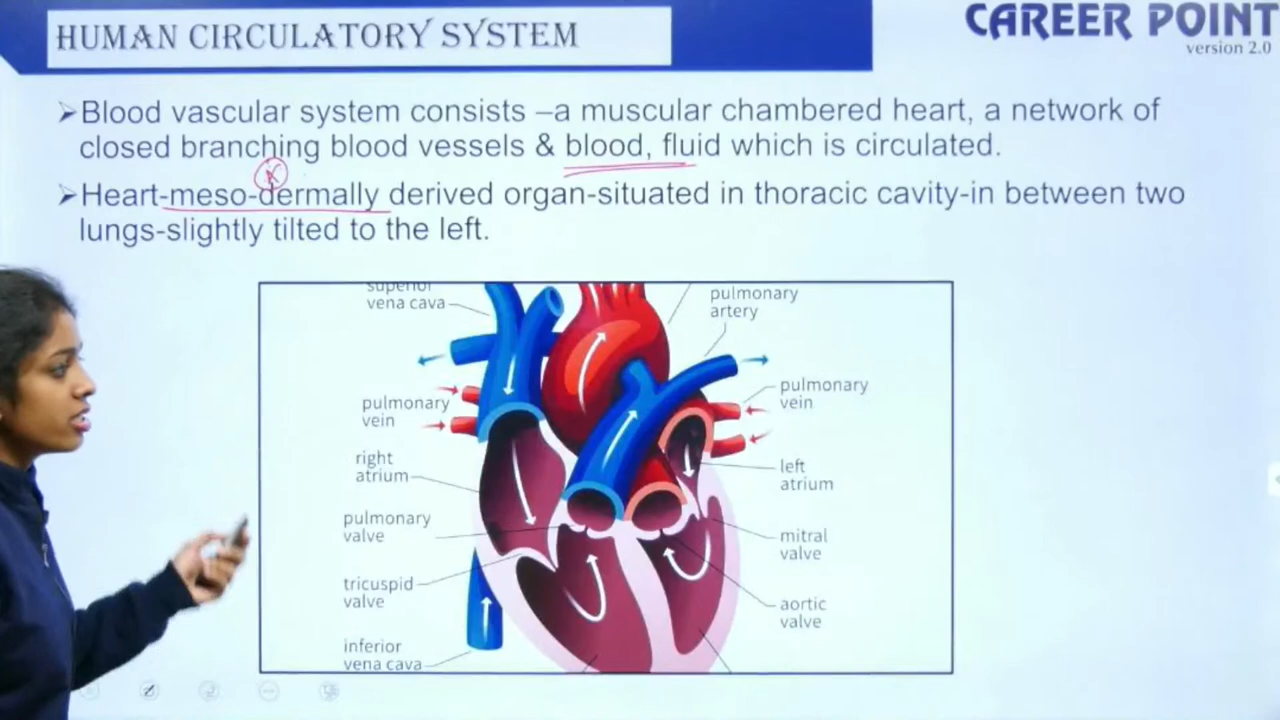 HUMAN CIRCULATORY SYSTEM
CAREER POINT
version 2.0
➢Blood vascular system consists –a muscular chambered heart, a network of
closed branching blood vessels & blood, fluid which is circulated.
➢Heart-meso-dermally derived organ-situated in thoracic cavity-in between two
lungs-slightly tilted to the left.
superior
vena cava
pulmonary
artery
pulmonary
vein
pulmonary
vein
right
atrium
left
atrium
pulmonary
valve
mitral
valve
tricuspid
valve
aortic
valve
inferior
vena cava